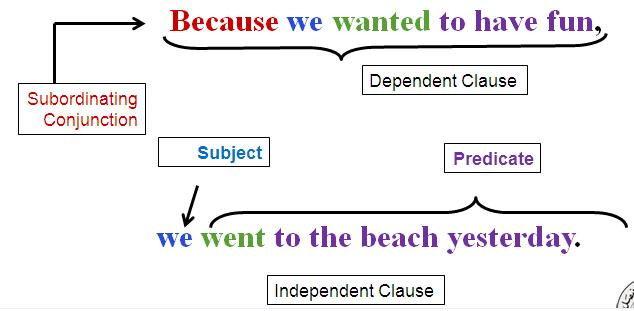 Because we wanted to have fun,
Dependent Clause
Subordinating
Conjunction
Subject
Predicate
we went to the beach yesterday.
Independent Clause